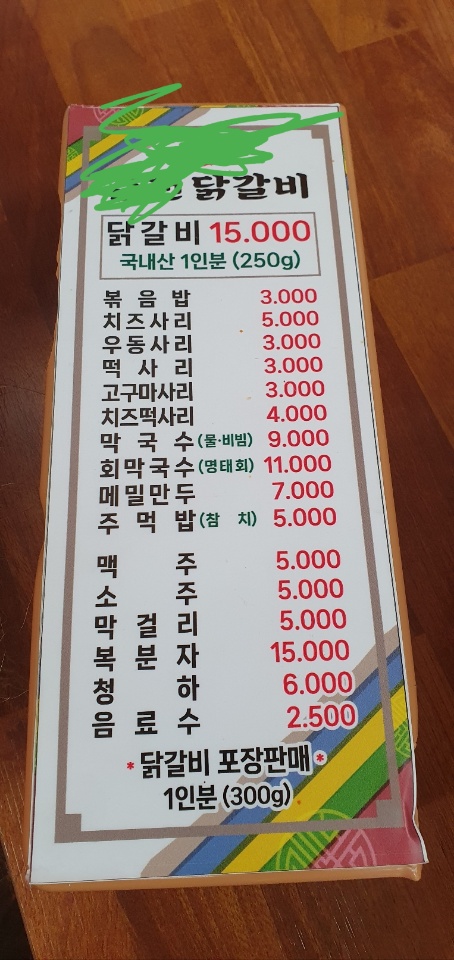 닭갈비
닭갈비 15.000
국내산 1인분 (250g)
볶음밥 3.000
치즈사리 5.000
우동사리 3.000
떡사리 3.000
고구마사리 3.000
치즈떡사리 4.000
막국수(물·비빔) 9.000
회막국수(명태회) 11.000
메밀만두 7.000
주먹밥(참치) 5.000
맥주 5.000
소주 5.000
막걸리 5.000
복분자 15.000
청하 6.000
음료수 2.500
*닭갈비 포장판매*
1인분 (300g)